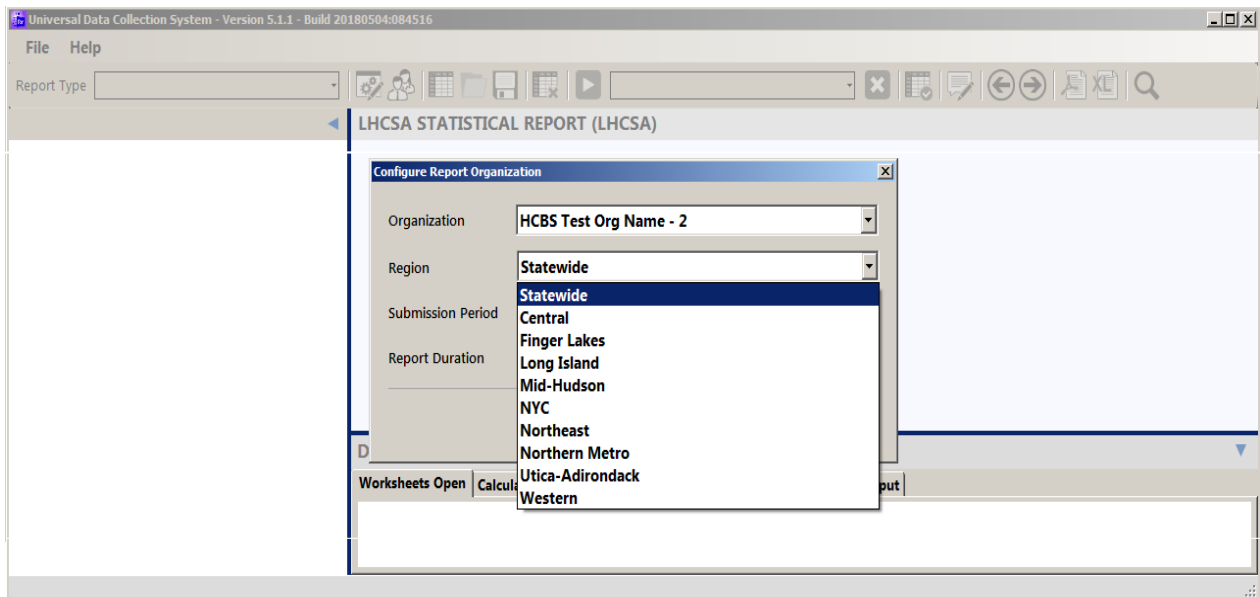 Universal Data Collection System - Version 5.1.1 - Build 20180504:084516
File Help
Report Type
LHCSA STATISTICAL REPORT (LHCSA)
Configure Report Organization
Organization HCBS Test Org Name - 2
Region Statewide
Statewide
Submission Period
Central
Finger Lakes
Report Duration
Long Island
Mid-Hudson
NYC
Northeast
Northern Metro
D
Utica-Adirondack
Worksheets Open Calcula put
Western